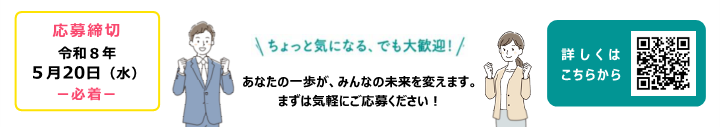 応募締切
令和８年
５月20日（水）
－必着－
ちょっと気になる、でも大歓迎！
あなたの一歩が、みんなの未来を変えます。
まずは気軽にご応募ください！
詳しくは
こちらから